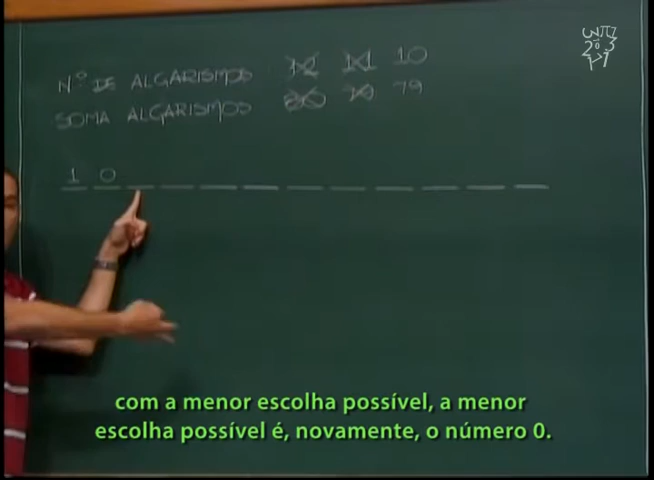 Nº DE ALGARISMOS 12 11 10
SOMA ALGARISMOS 80 79 79
1 0
com a menor escolha possível, a menor
escolha possível é, novamente, o número 0.